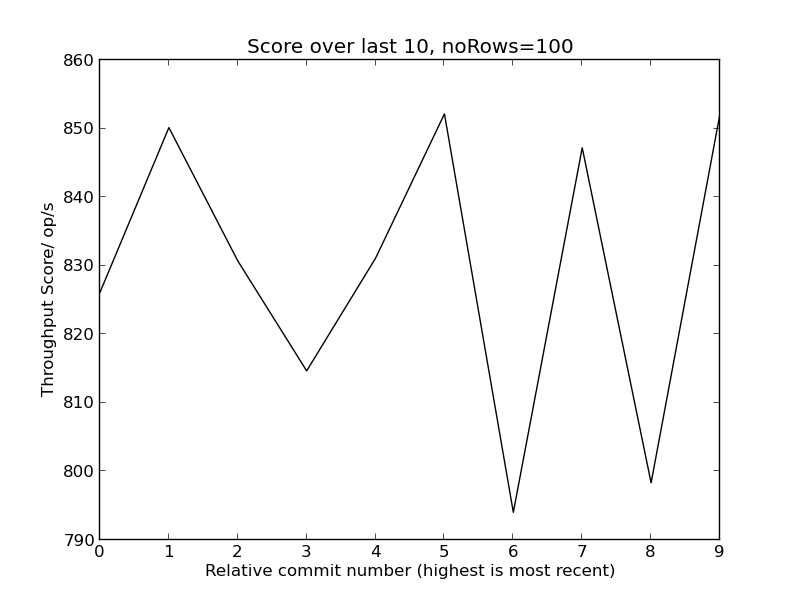 Score over last 10, noRows=100
860
850
840
830
820
810
800
790
Throughput Score/ op/s
0 1 2 3 4 5 6 7 8 9
Relative commit number (highest is most recent)